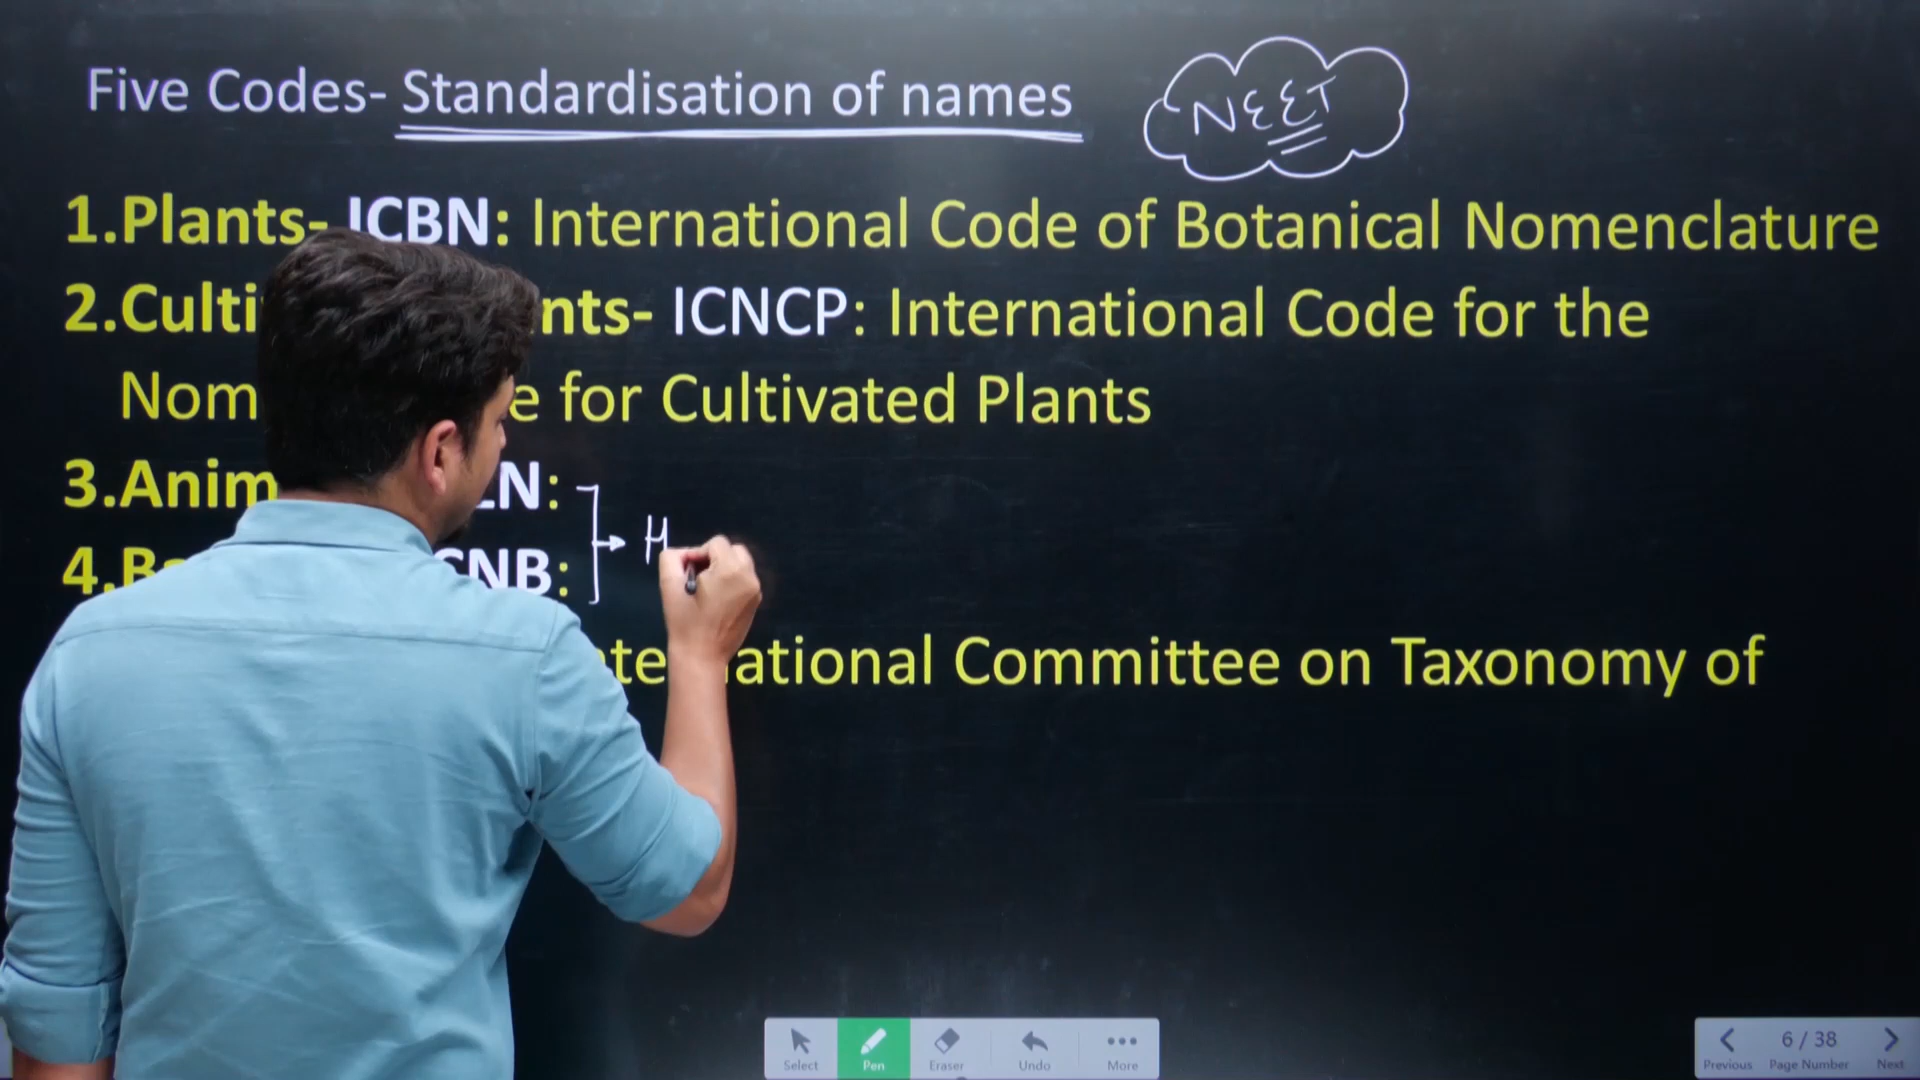 Five Codes- Standardisation of names
NEET
1.Plants- ICBN: International Code of Botanical Nomenclature
2.Culti nts- ICNCP: International Code for the
Nom e for Cultivated Plants
3.Anim N:
4. CNB: H
ational Committee on Taxonomy of
Select Pen Eraser Undo More
6 / 38
Previous Page Number Next